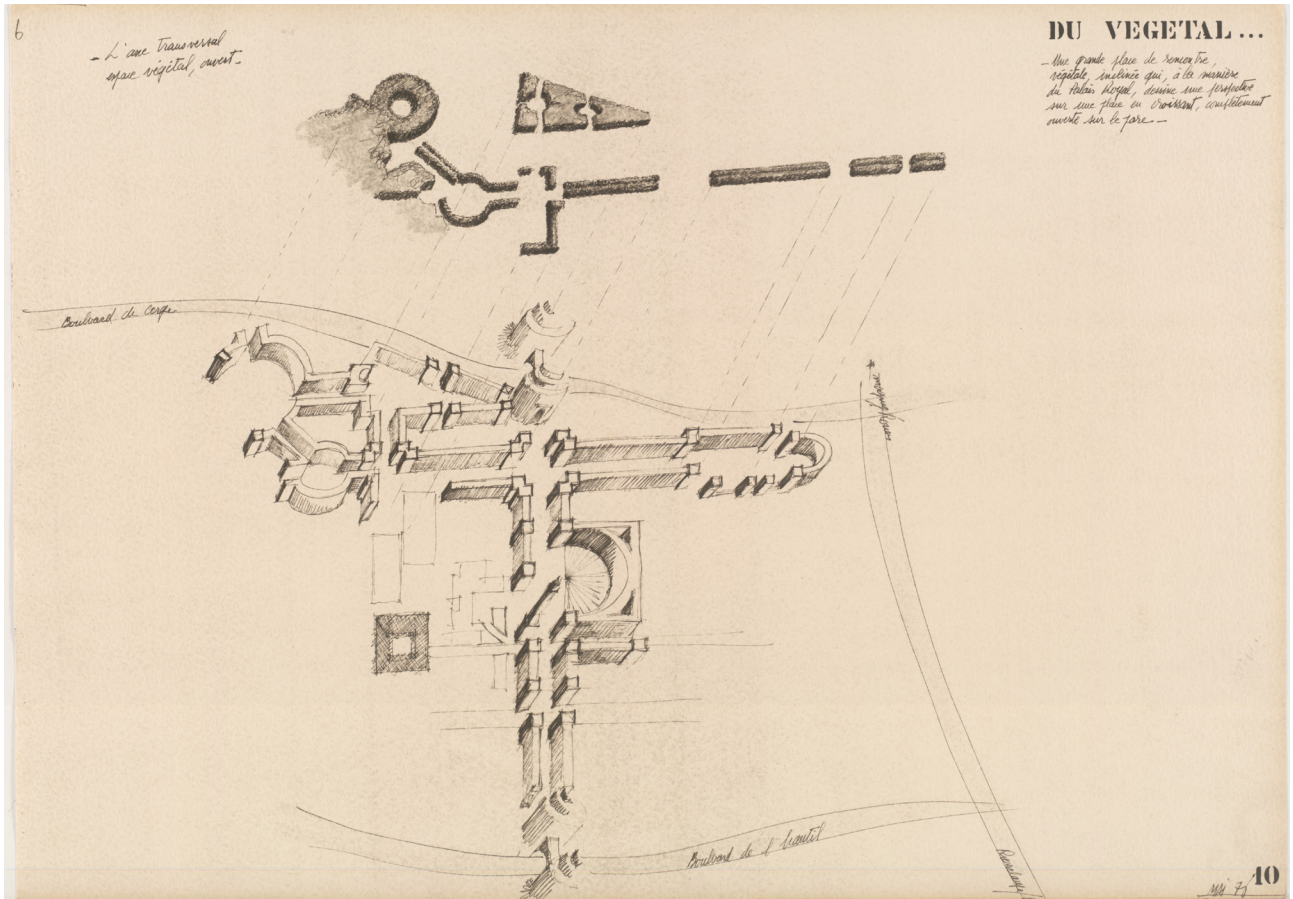 6
- L'axe transversal
espace végétal, ouvert -
DU VEGETAL...
- Une grande place de rencontre,
végétale, inclinée qui, à la manière
du Palais Royal, dessine une perspective
sur une place en croissant, complètement
ouverte sur le parc -
Boulevard de Cergy
Boulevard de l'hautil
mai 7
10